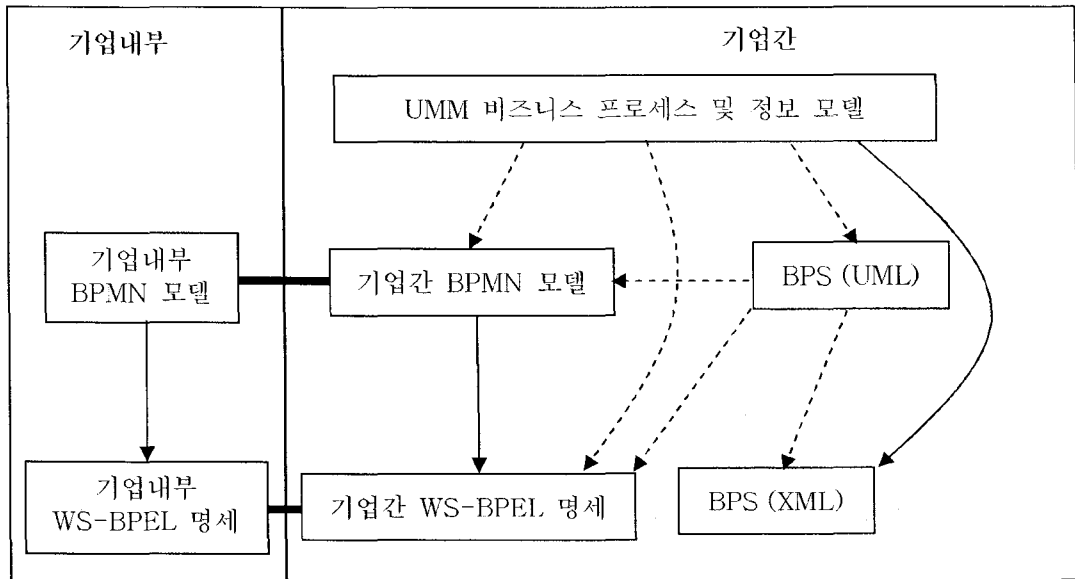 기업내부
기업간
UMM 비즈니스 프로세스 및 정보 모델
기업내부
BPMN 모델
기업간 BPMN 모델
BPS (UML)
기업내부
WS-BPEL 명세
기업간 WS-BPEL 명세
BPS (XML)